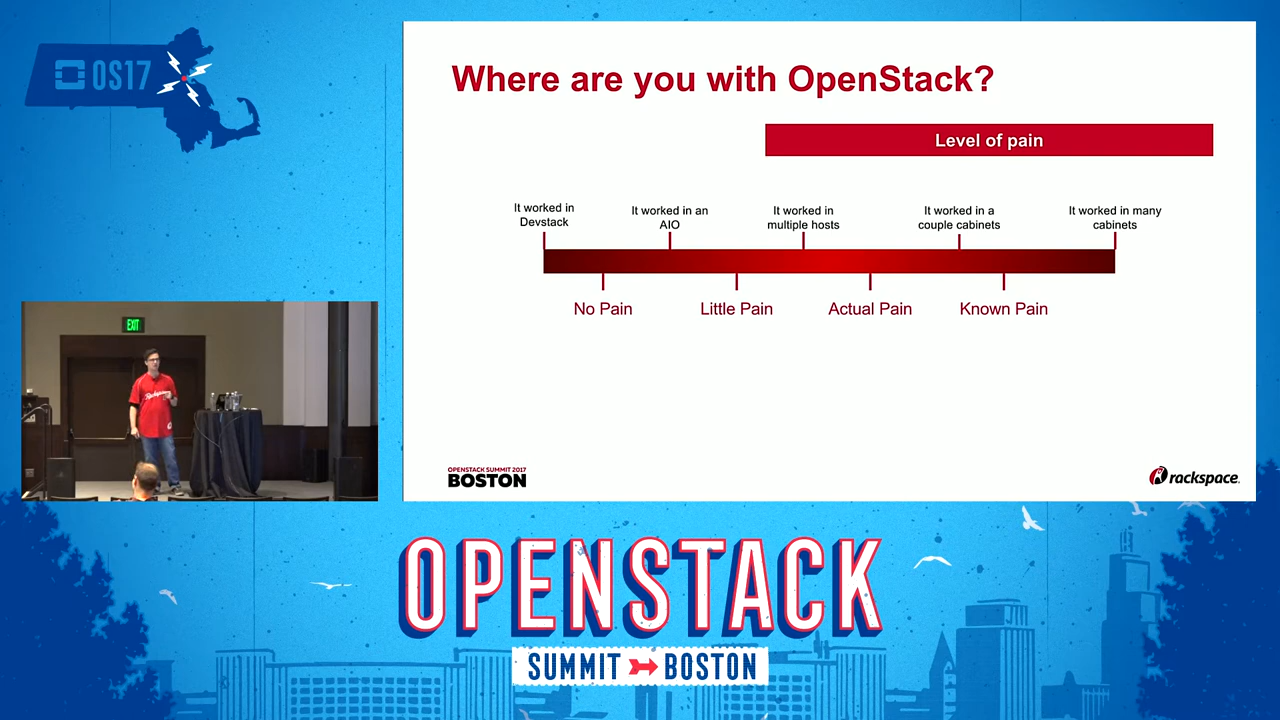 OS17
Where are you with OpenStack?
Level of pain
It worked in
Devstack
It worked in an
AIO
It worked in
multiple hosts
It worked in a
couple cabinets
It worked in many
cabinets
No Pain
Little Pain
Actual Pain
Known Pain
EXIT
OPENSTACK SUMMIT 2017
BOSTON
rackspace.
OPENSTACK
SUMMIT BOSTON